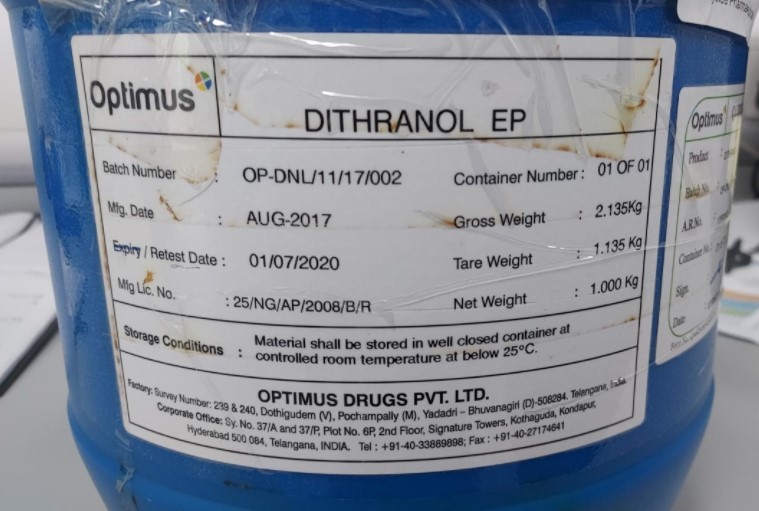 Optimus
DITHRANOL EP
Batch Number : OP-DNL/11/17/002 Container Number : 01 OF 01
Mfg. Date : AUG-2017 Gross Weight : 2.135Kg
Expiry / Retest Date : 01/07/2020 Tare Weight : 1.135 Kg
Mfg Lic. No. : 25/NG/AP/2008/B/R Net Weight : 1.000 Kg
Storage Conditions : Material shall be stored in well closed container at
controlled room temperature at below 25°C.
OPTIMUS DRUGS PVT. LTD.
Factory: Survey Number: 239 & 240, Dothigudem (V), Pochampally (M), Yadadri – Bhuvanagiri (D)-508284, Telangana, India.
Corporate Office: Sy. No. 37/A and 37/P, Plot No. 6P, 2nd Floor, Signature Towers, Kothaguda, Kondapur,
Hyderabad 500 084, Telangana, INDIA. Tel : +91-40-33889898; Fax : +91-40-27174641
Optimus
Product :
Batch No. :
A.R.No. :
Container No. :
Sign. :
Date :